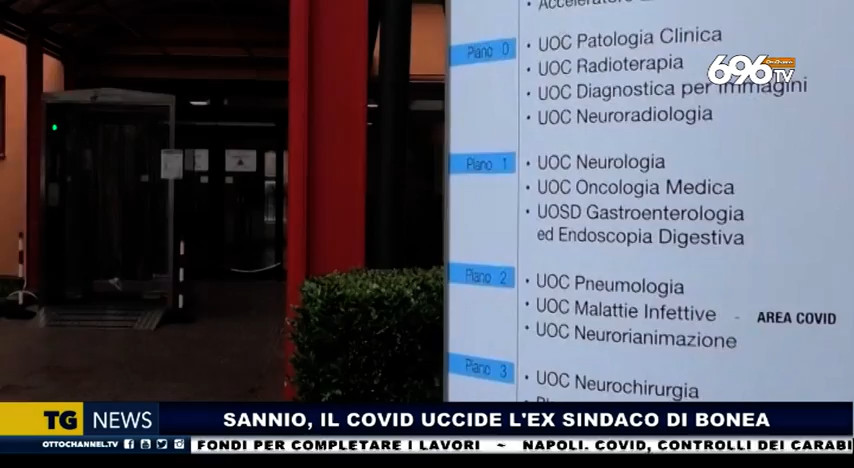 Piano 0
UOC Patologia Clinica
UOC Radioterapia
UOC Diagnostica per Immagini
UOC Neuroradiologia
696 TV
Piano 1
UOC Neurologia
UOC Oncologia Medica
UOSD Gastroenterologia
ed Endoscopia Digestiva
Piano 2
UOC Pneumologia
UOC Malattie Infettive - AREA COVID
UOC Neurorianimazione
Piano 3
UOC Neurochirurgia
TG NEWS SANNIO, IL COVID UCCIDE L'EX SINDACO DI BONEA
OTTOCHANNEL.TV FONDI PER COMPLETARE I LAVORI ~ NAPOLI. COVID, CONTROLLI DEI CARABI